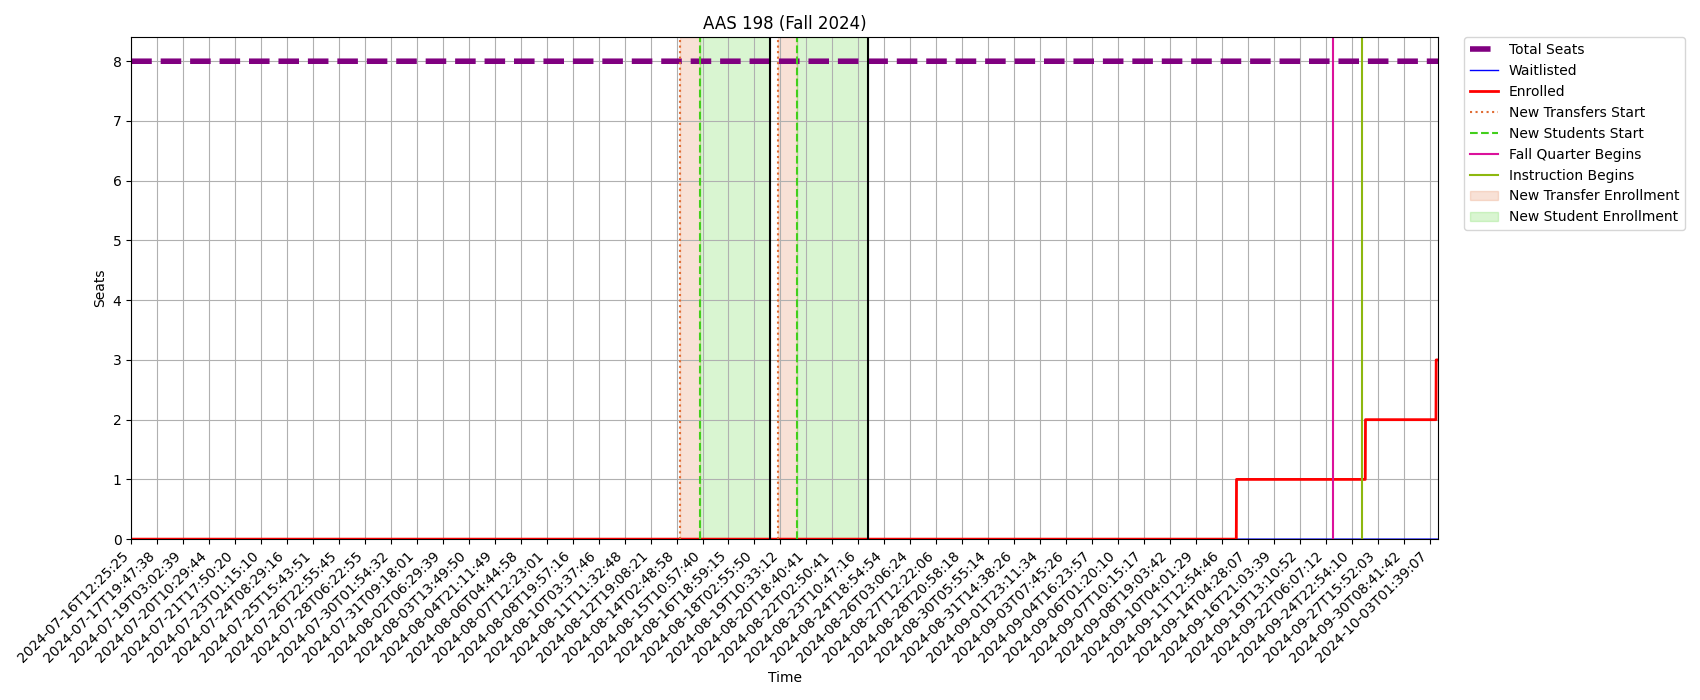 AAS 198 (Fall 2024)
Seats
8
7
6
5
4
3
2
1
0
2024-07-16T12:25:25
2024-07-17T19:47:38
2024-07-19T03:02:39
2024-07-20T10:29:44
2024-07-21T17:50:20
2024-07-23T01:15:10
2024-07-24T08:29:16
2024-07-25T15:43:51
2024-07-26T22:55:45
2024-07-28T06:22:55
2024-07-30T01:54:32
2024-07-31T09:18:01
2024-08-02T06:29:39
2024-08-03T13:49:50
2024-08-04T21:11:49
2024-08-06T04:44:58
2024-08-07T12:23:01
2024-08-08T19:57:16
2024-08-10T03:37:46
2024-08-11T11:32:48
2024-08-12T19:08:21
2024-08-14T02:48:58
2024-08-15T10:57:40
2024-08-16T18:59:15
2024-08-18T02:55:50
2024-08-19T10:33:12
2024-08-20T18:40:41
2024-08-22T02:50:41
2024-08-23T10:47:16
2024-08-24T18:54:54
2024-08-26T03:06:24
2024-08-27T12:22:06
2024-08-28T20:58:18
2024-08-30T05:55:14
2024-08-31T14:38:26
2024-09-01T23:11:34
2024-09-03T07:45:26
2024-09-04T16:23:57
2024-09-06T01:20:10
2024-09-07T10:15:17
2024-09-08T19:03:42
2024-09-10T04:01:29
2024-09-11T12:54:46
2024-09-14T04:28:07
2024-09-16T21:03:39
2024-09-19T13:10:52
2024-09-22T06:07:12
2024-09-24T22:54:10
2024-09-27T15:52:03
2024-09-30T08:41:42
2024-10-03T01:39:07
Time
Total Seats
Waitlisted
Enrolled
New Transfers Start
New Students Start
Fall Quarter Begins
Instruction Begins
New Transfer Enrollment
New Student Enrollment